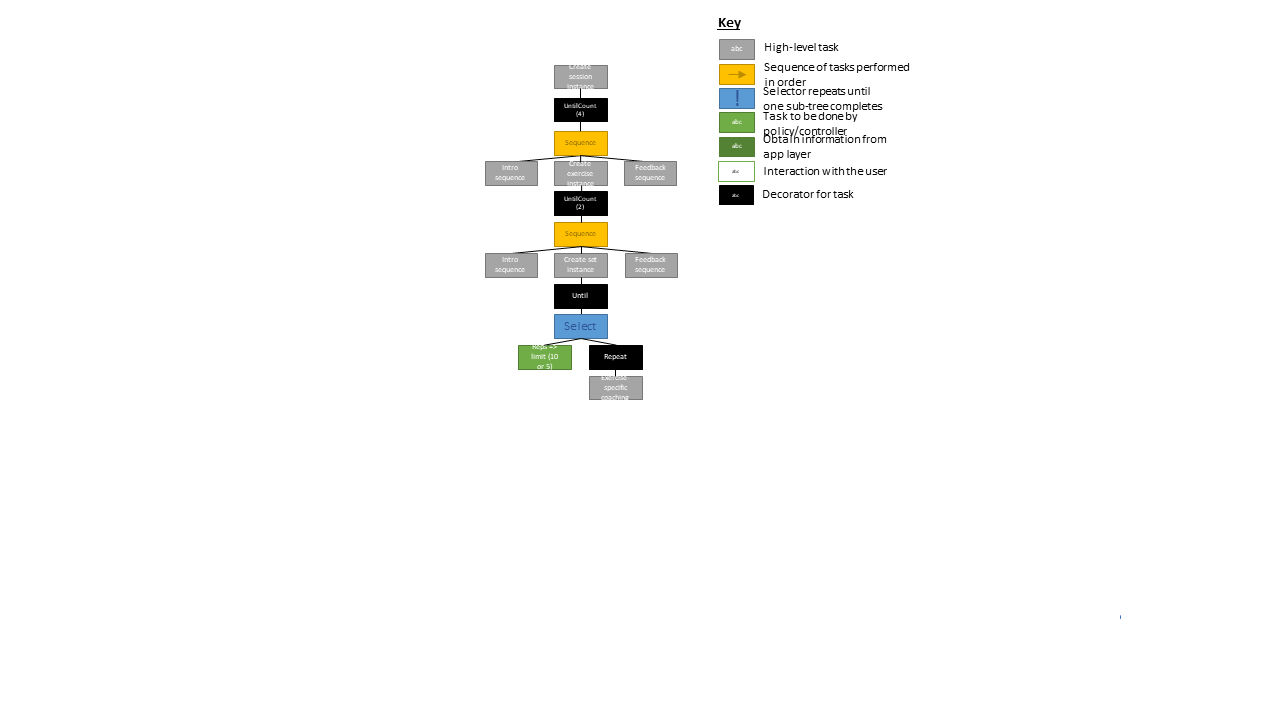 Key
abc
High-level task
Sequence of tasks performed
in order
Selector repeats until
one sub-tree completes
abc
Task to be done by
policy/controller
abc
Obtain information from
app layer
abc
Interaction with the user
abc
Decorator for task
Create
session
instance
UntilCount
(4)
Sequence
Intro
sequence
Create
exercise
instance
Feedback
sequence
UntilCount
(2)
Sequence
Intro
sequence
Create set
instance
Feedback
sequence
Until
Select
Reps =>
limit (10
or 5)
Repeat
Exercise
specific
coaching